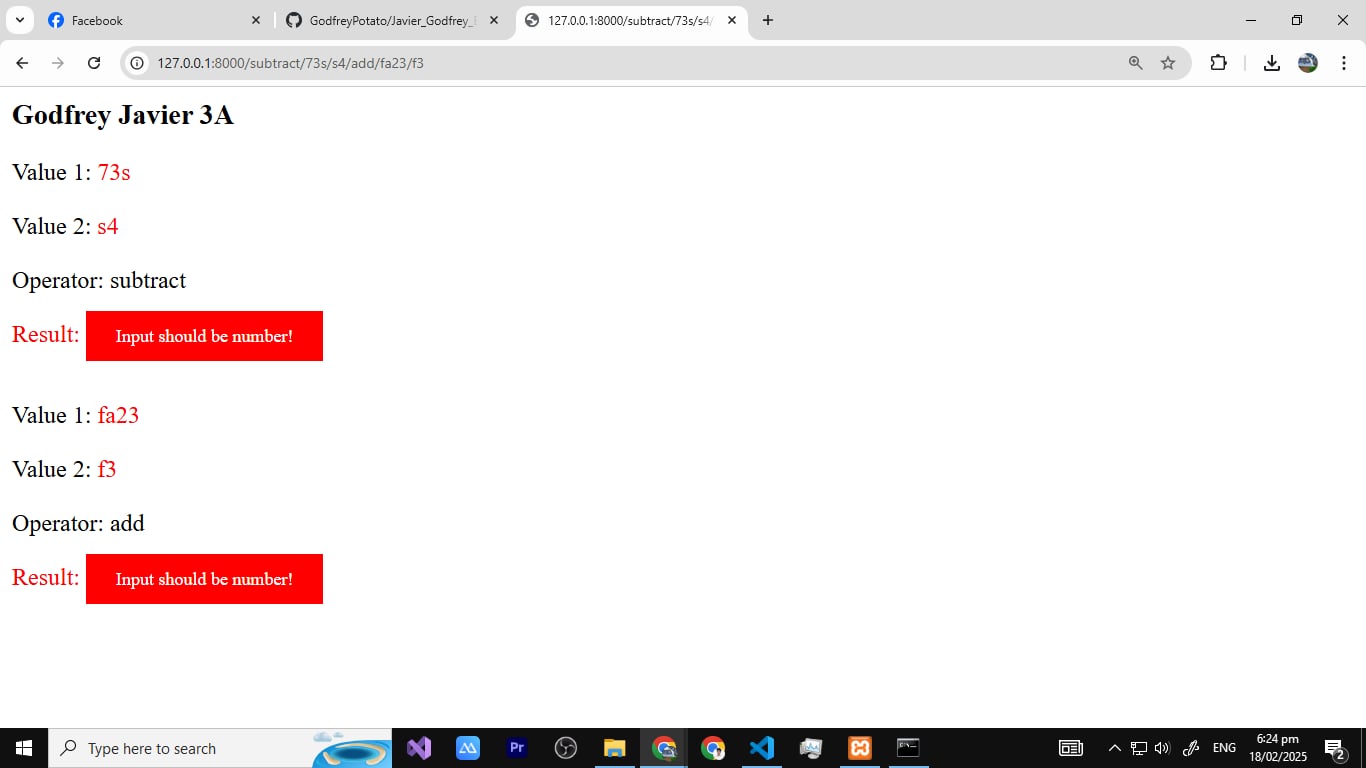 Facebook
GodfreyPotato/Javier_Godfrey_
127.0.0.1:8000/subtract/73s/s4/
127.0.0.1:8000/subtract/73s/s4/add/fa23/f3
Godfrey Javier 3A
Value 1: 73s
Value 2: s4
Operator: subtract
Result: Input should be number!
Value 1: fa23
Value 2: f3
Operator: add
Result: Input should be number!
Type here to search
Pr
ENG
6:24 pm
18/02/2025
2